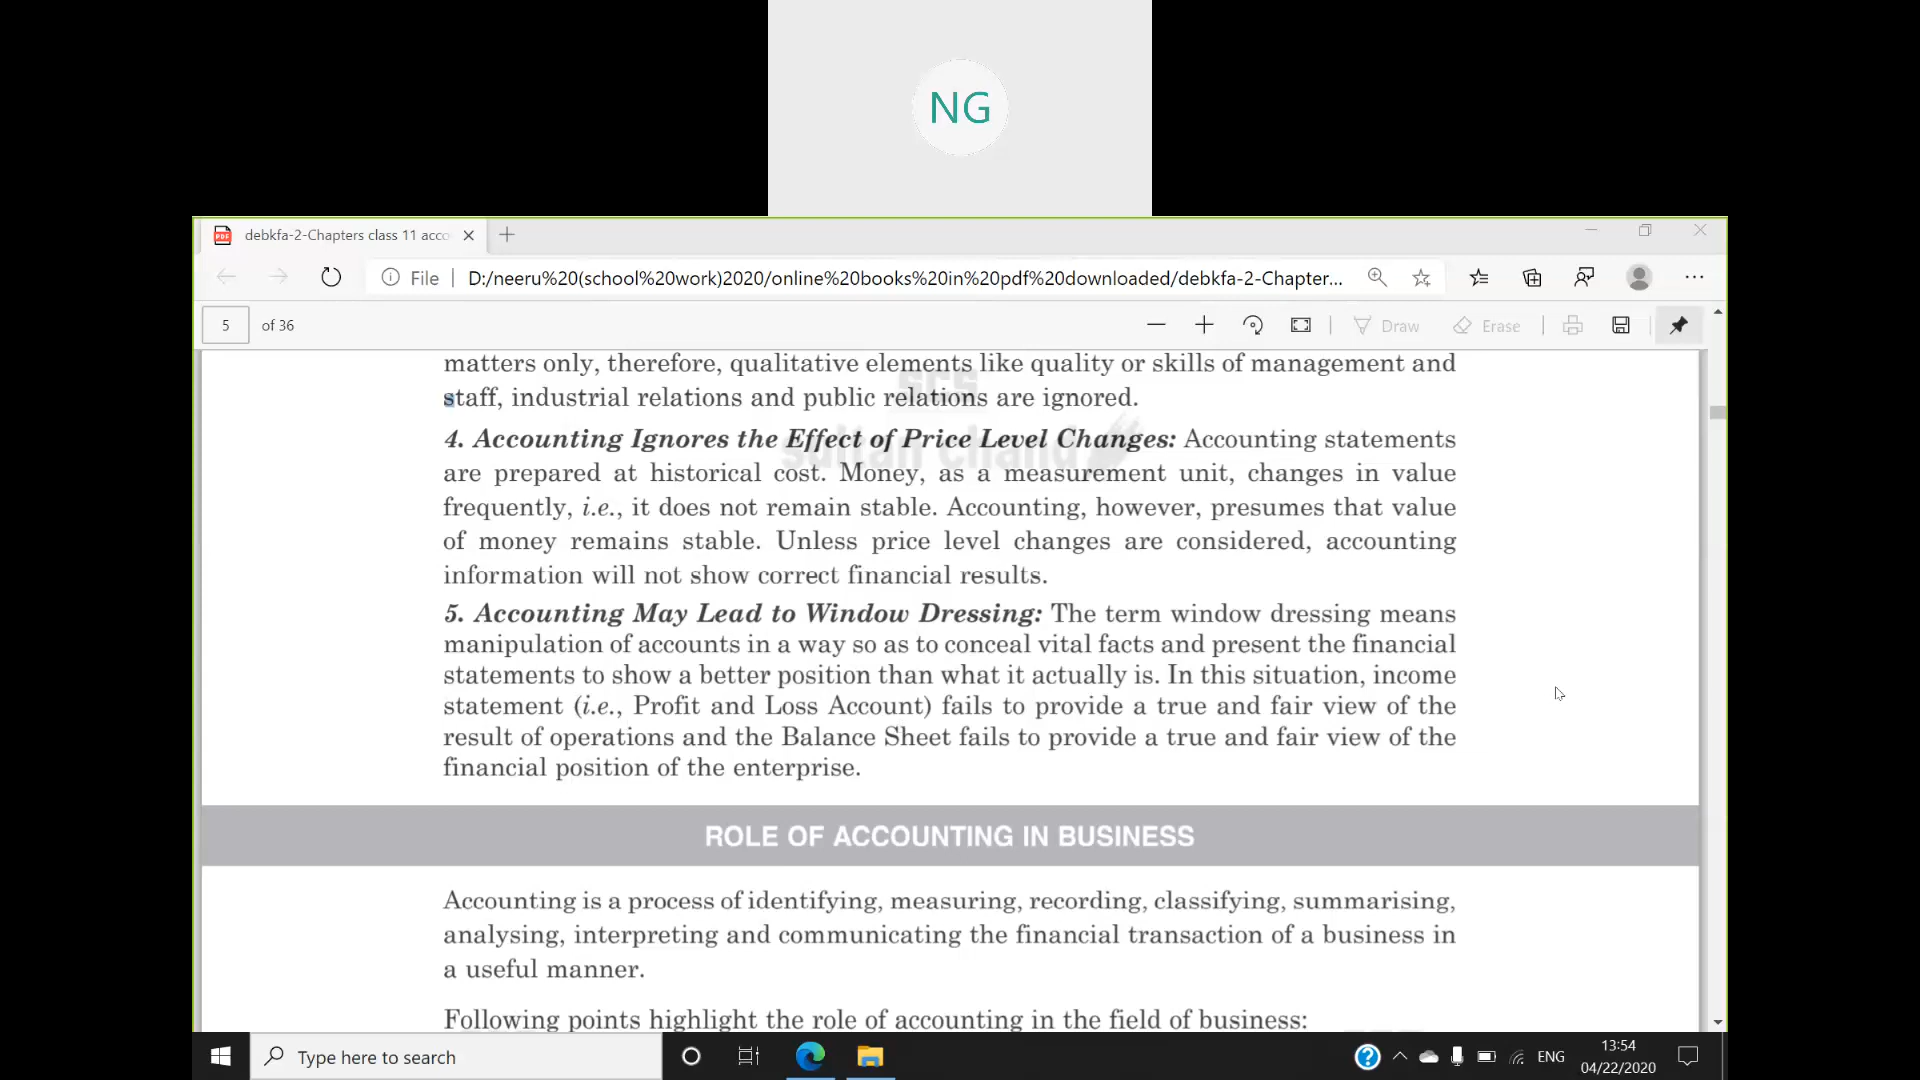 NG
debkfa-2-Chapters class 11 acco
File
D:/neeru%20(school%20work)2020/online%20books%20in%20pdf%20downloaded/debkfa-2-Chapter...
5 of 36
Draw
Erase
matters only, therefore, qualitative elements like quality or skills of management and
staff, industrial relations and public relations are ignored.
scs
sultan chand
4. Accounting Ignores the Effect of Price Level Changes: Accounting statements
are prepared at historical cost. Money, as a measurement unit, changes in value
frequently, i.e., it does not remain stable. Accounting, however, presumes that value
of money remains stable. Unless price level changes are considered, accounting
information will not show correct financial results.
5. Accounting May Lead to Window Dressing: The term window dressing means
manipulation of accounts in a way so as to conceal vital facts and present the financial
statements to show a better position than what it actually is. In this situation, income
statement (i.e., Profit and Loss Account) fails to provide a true and fair view of the
result of operations and the Balance Sheet fails to provide a true and fair view of the
financial position of the enterprise.
ROLE OF ACCOUNTING IN BUSINESS
Accounting is a process of identifying, measuring, recording, classifying, summarising,
analysing, interpreting and communicating the financial transaction of a business in
a useful manner.
Following points highlight the role of accounting in the field of business:
Type here to search
ENG
13:54
04/22/2020